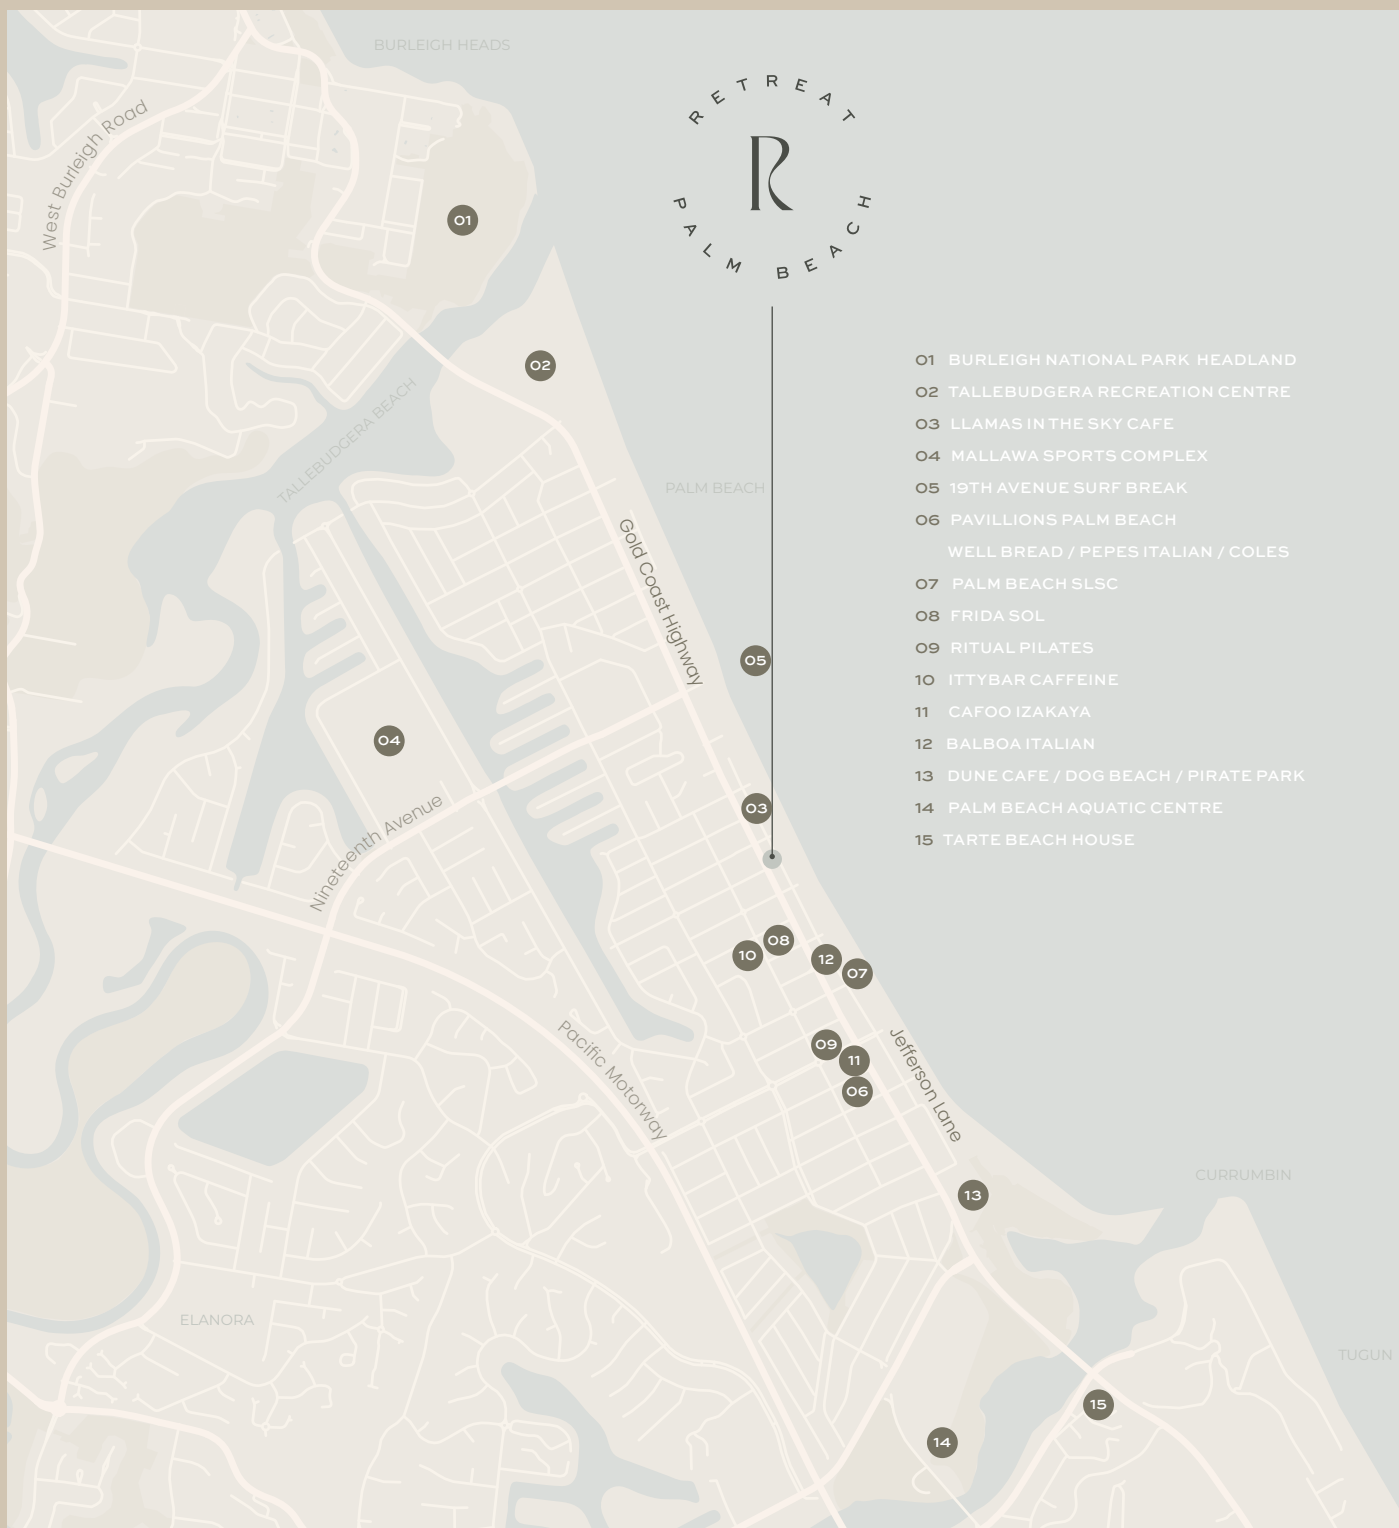 BURLEIGH HEADS
RETREAT
R
PALM BEACH
West Burleigh Road
01
02
TALLEBUDGERA BEACH
PALM BEACH
Gold Coast Highway
05
04
03
Nineteenth Avenue
08
10
12
07
Pacific Motorway
09
11
06
Jefferson Lane
13
CURRUMBIN
ELANORA
TUGUN
15
14
01 BURLEIGH NATIONAL PARK HEADLAND
02 TALLEBUDGERA RECREATION CENTRE
03 LLAMAS IN THE SKY CAFE
04 MALLAWA SPORTS COMPLEX
05 19TH AVENUE SURF BREAK
06 PAVILLIONS PALM BEACH
WELL BREAD / PEPES ITALIAN / COLES
07 PALM BEACH SLSC
08 FRIDA SOL
09 RITUAL PILATES
10 ITTYBAR CAFFEINE
11 CAFOO IZAKAYA
12 BALBOA ITALIAN
13 DUNE CAFE / DOG BEACH / PIRATE PARK
14 PALM BEACH AQUATIC CENTRE
15 TARTE BEACH HOUSE